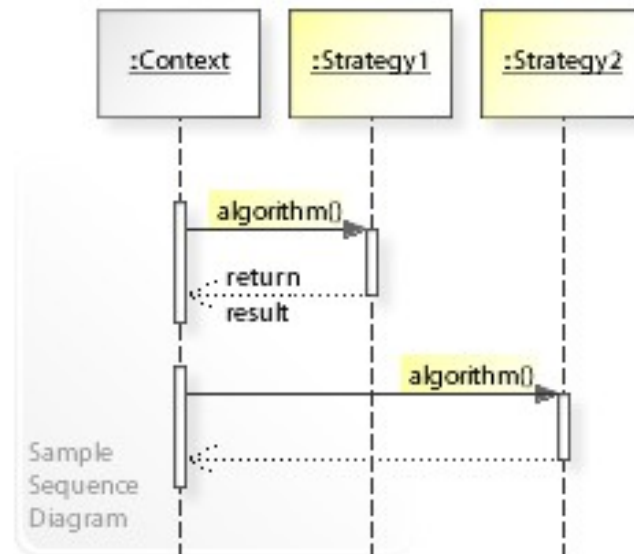 :Context
:Strategy1
:Strategy2
algorithm()
return
result
algorithm()
Sample
Sequence
Diagram